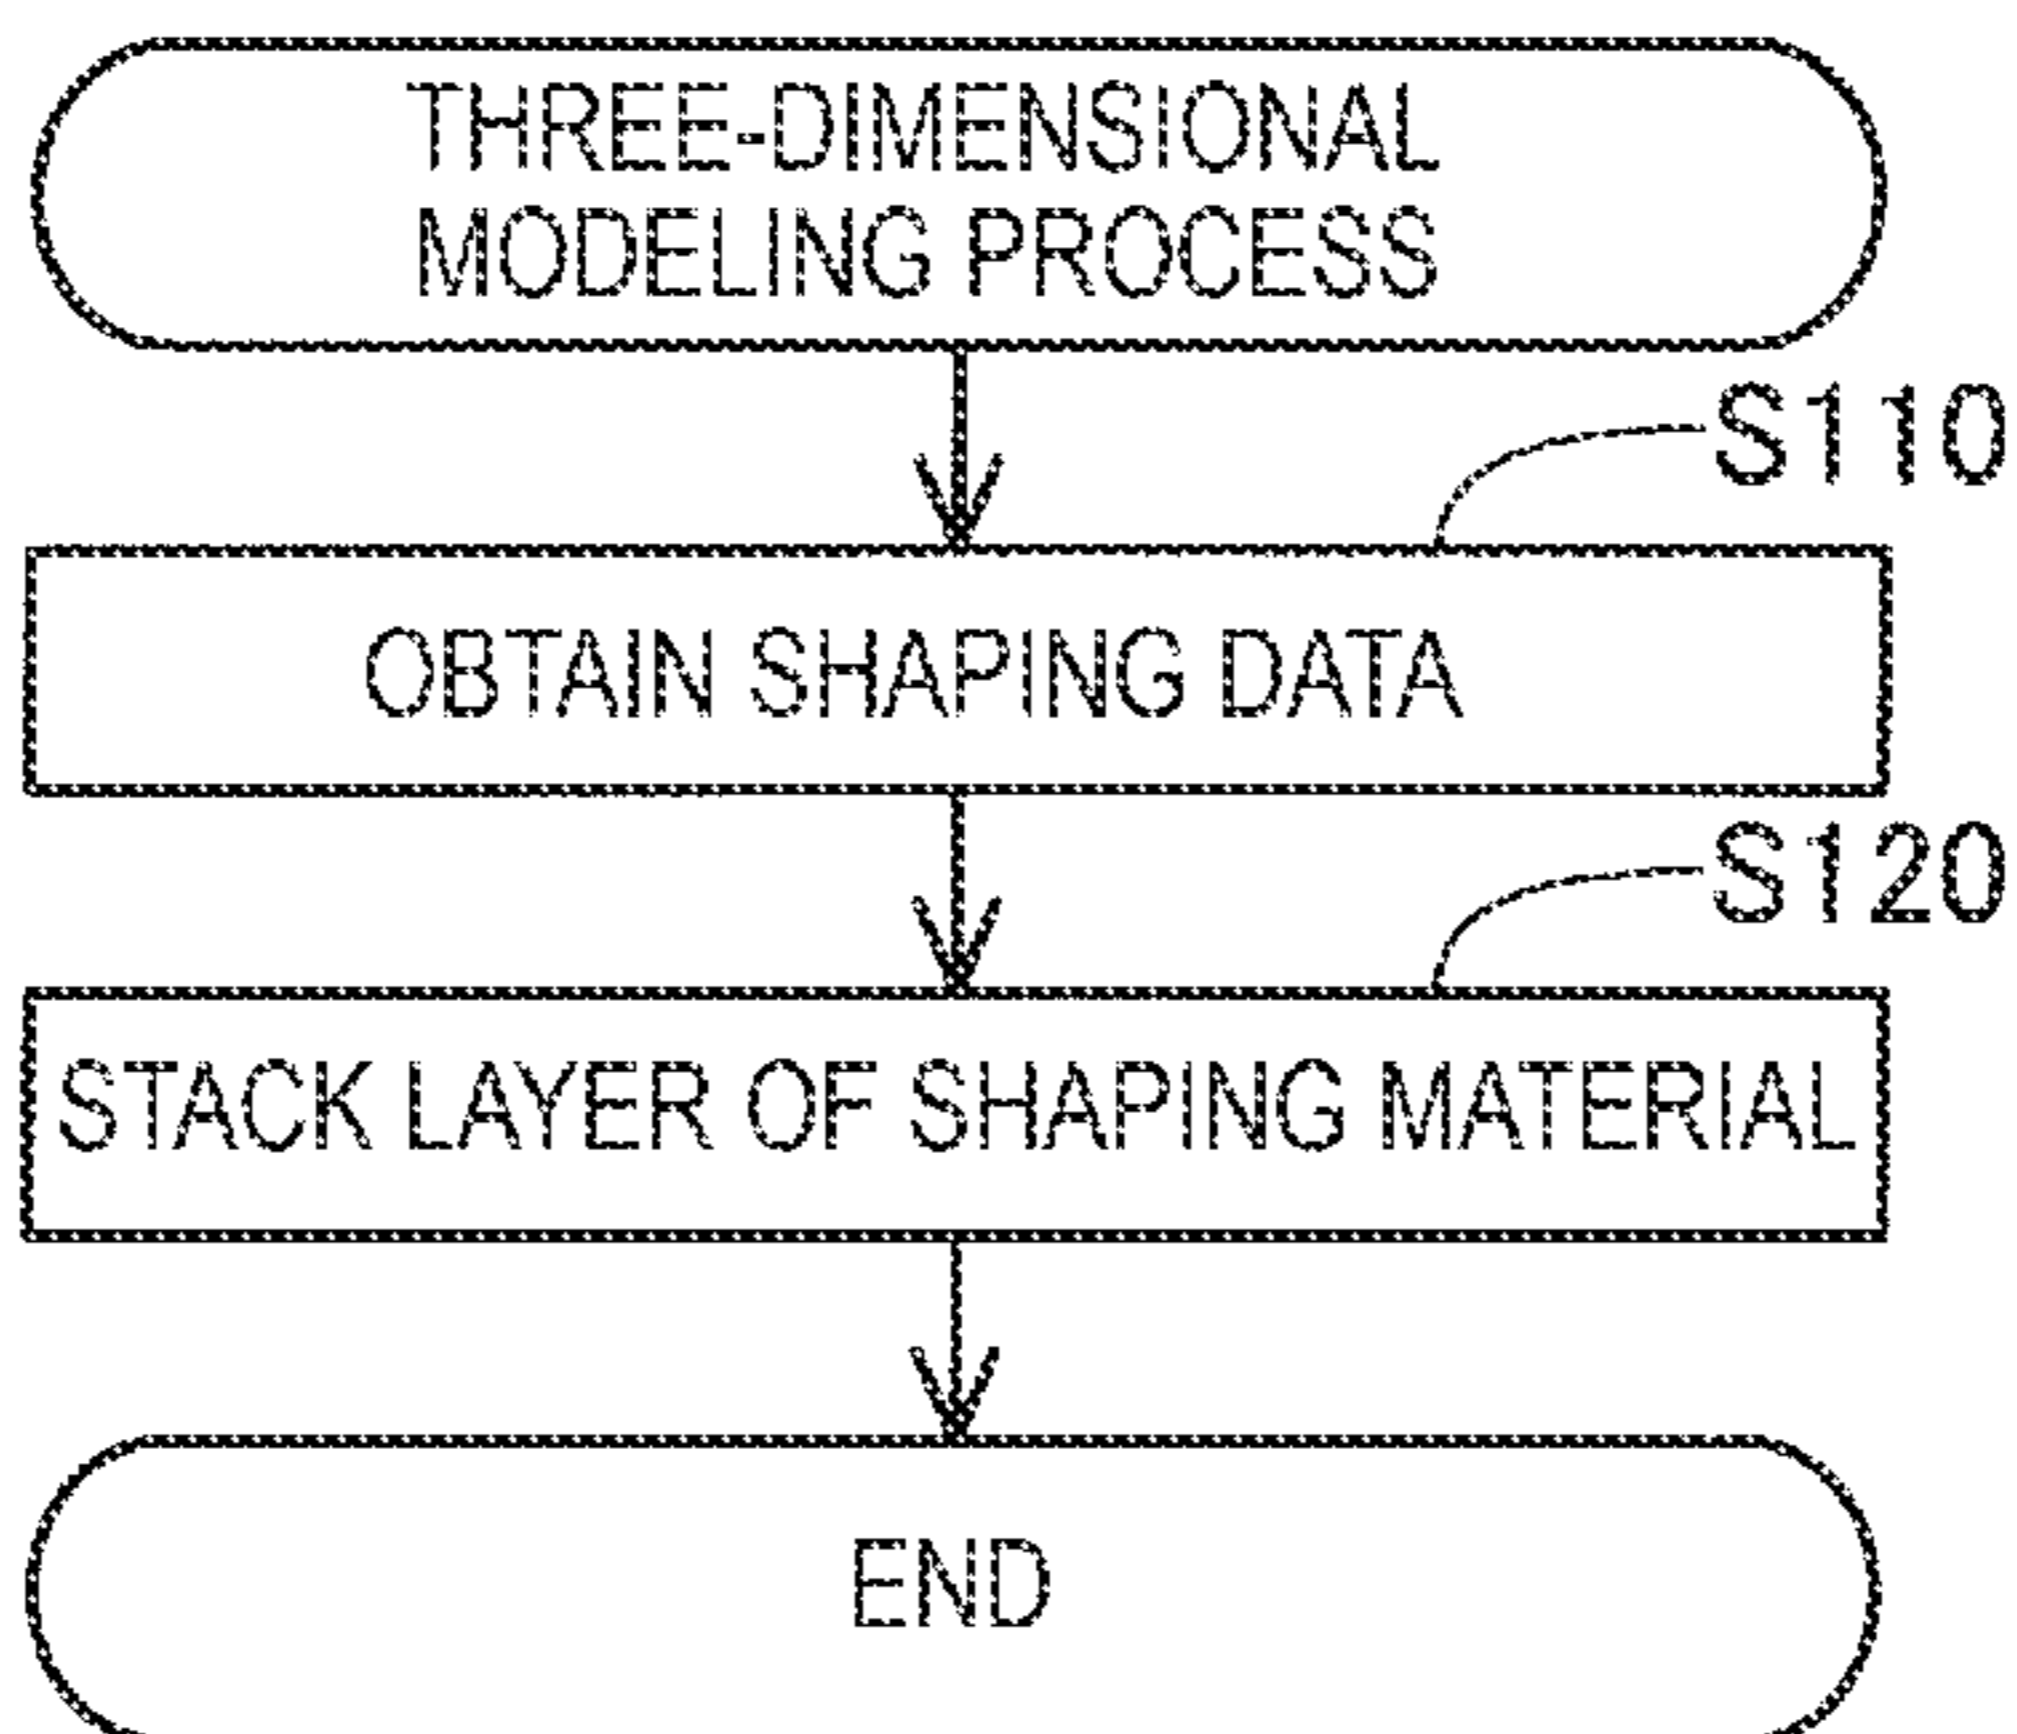 THREE-DIMENSIONAL
MODELING PROCESS
S110
OBTAIN SHAPING DATA
S120
STACK LAYER OF SHAPING MATERIAL
END